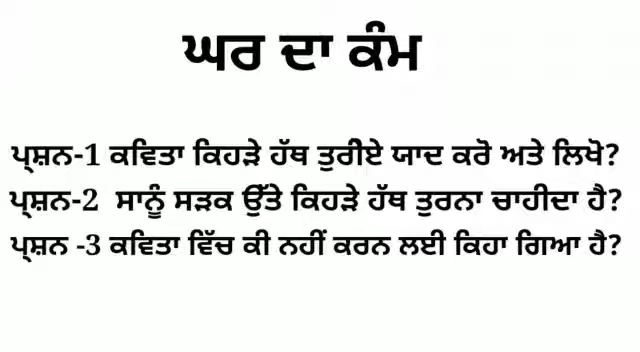 ਘਰ ਦਾ ਕੰਮ
ਪ੍ਰਸ਼ਨ-1 ਕਵਿਤਾ ਕਿਹੜੇ ਹੱਥ ਤੁਰੀਏ ਯਾਦ ਕਰੋ ਅਤੇ ਲਿਖੋ?
ਪ੍ਰਸ਼ਨ-2 ਸਾਨੂੰ ਸੜਕ ਉੱਤੇ ਕਿਹੜੇ ਹੱਥ ਤੁਰਨਾ ਚਾਹੀਦਾ ਹੈ?
ਪ੍ਰਸ਼ਨ -3 ਕਵਿਤਾ ਵਿੱਚ ਕੀ ਨਹੀਂ ਕਰਨ ਲਈ ਕਿਹਾ ਗਿਆ ਹੈ?